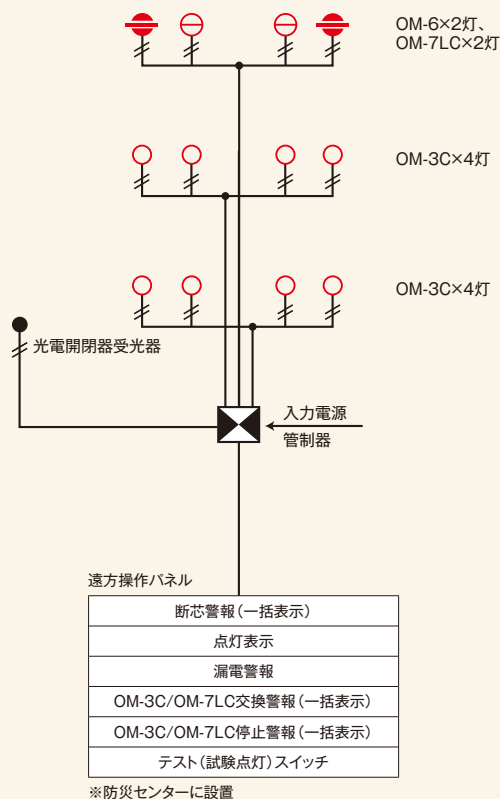 OM-6×2灯、
OM-7LC×2灯
OM-3C×4灯
OM-3C×4灯
光電開閉器受光器
入力電源
管制器
遠方操作パネル
断芯警報（一括表示）
点灯表示
漏電警報
OM-3C/OM-7LC交換警報（一括表示）
OM-3C/OM-7LC停止警報（一括表示）
テスト（試験点灯）スイッチ
※防災センターに設置